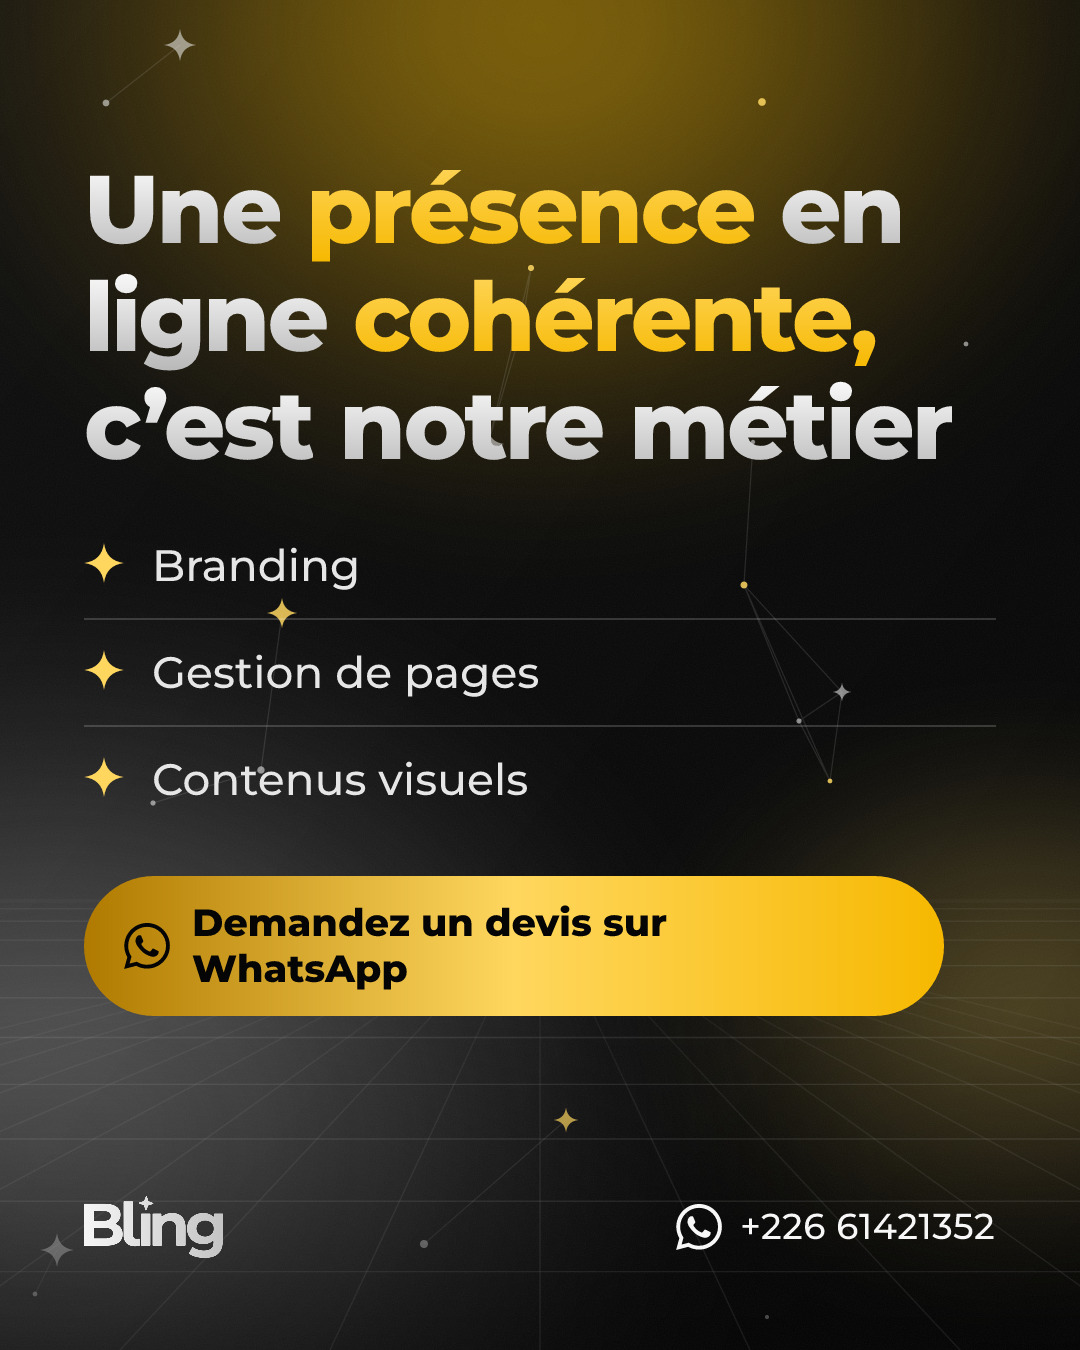 Une présence en
ligne cohérente,
c’est notre métier
Branding
Gestion de pages
Contenus visuels
Demandez un devis sur
WhatsApp
Bling
+226 61421352